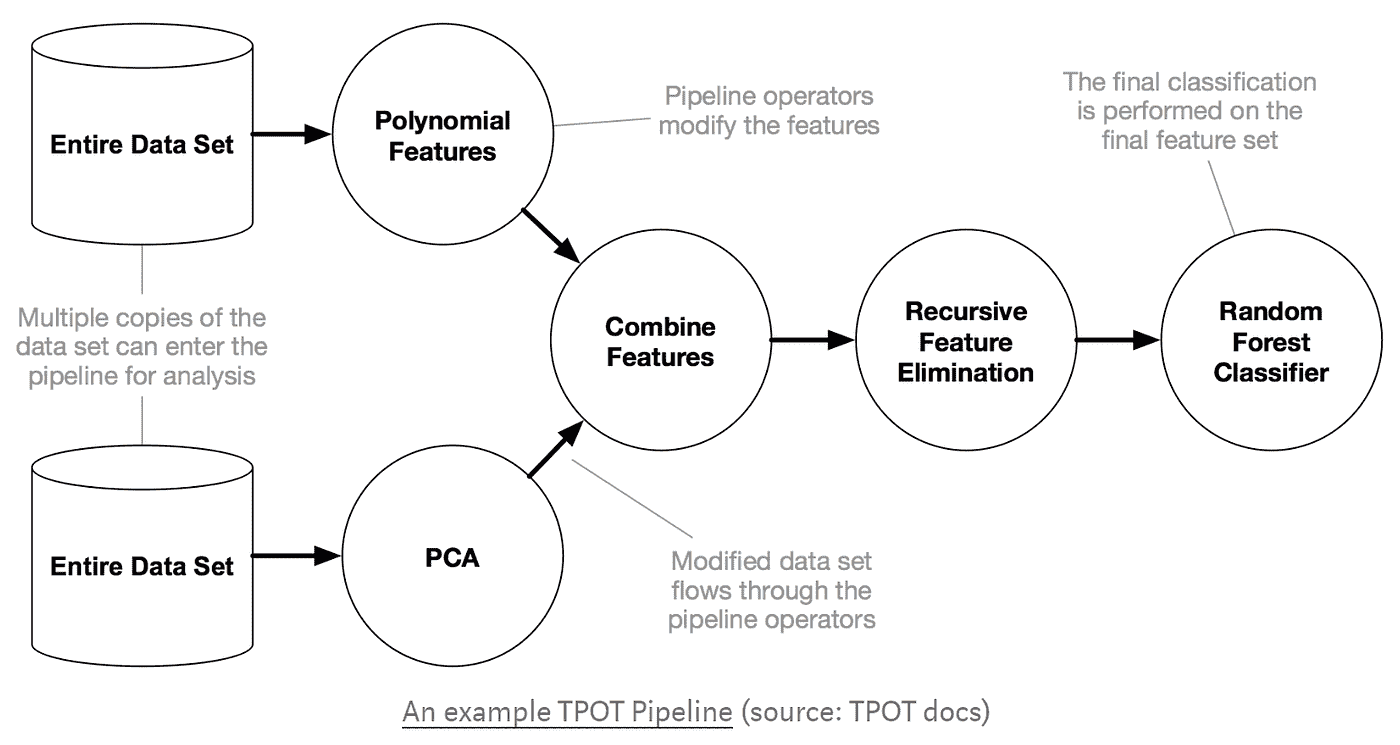 Entire Data Set
Polynomial
Features
Pipeline operators
modify the features
The final classification
is performed on the
final feature set
Multiple copies of the
data set can enter the
pipeline for analysis
Combine
Features
Recursive
Feature
Elimination
Random
Forest
Classifier
Entire Data Set
PCA
Modified data set
flows through the
pipeline operators
An example TPOT Pipeline (source: TPOT docs)